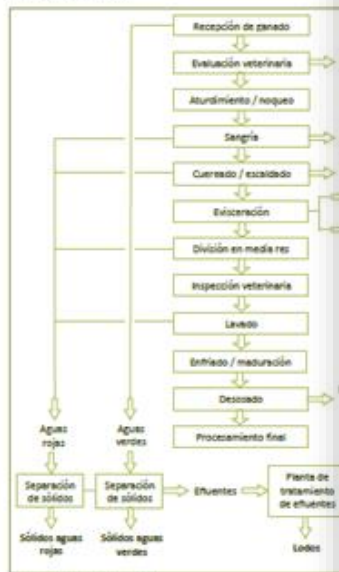 Recepción de ganado
Evaluación veterinaria
Aturdimiento / noqueo
Sangría
Cuereado / escaldado
Evisceración
División en media res
Inspección veterinaria
Lavado
Enfriado / maduración
Desosado
Procesamiento final
Aguas
rojas
Aguas
verdes
Separación
de sólidos
Separación
de sólidos
Efluentes
Planta de
tratamiento
de efluentes
Sólidos aguas
rojas
Sólidos aguas
verdes
Lodos